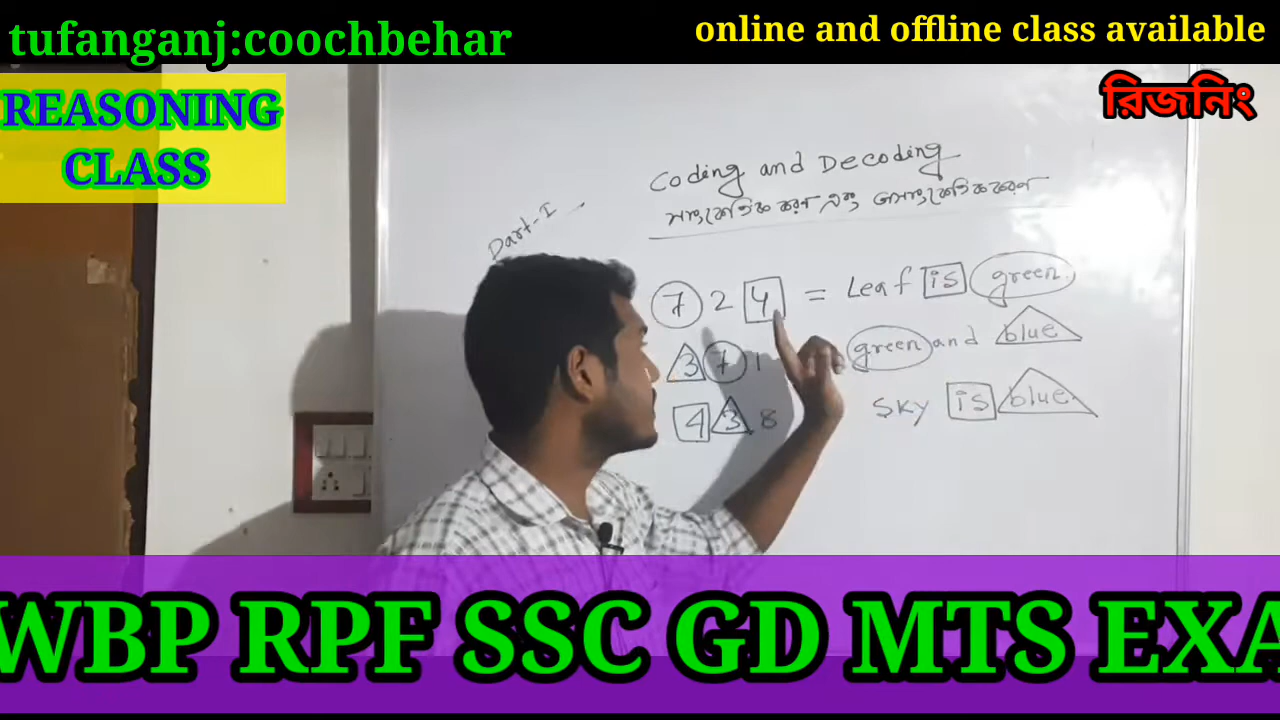 tufanganj:coochbehar
online and offline class available
REASONING
CLASS
রিজনিং
Coding and Decoding
Part-I
7 2 4 = Leaf is green
3 7 1 green and blue
4 3 8 sky is blue
WBP RPF SSC GD MTS EXA